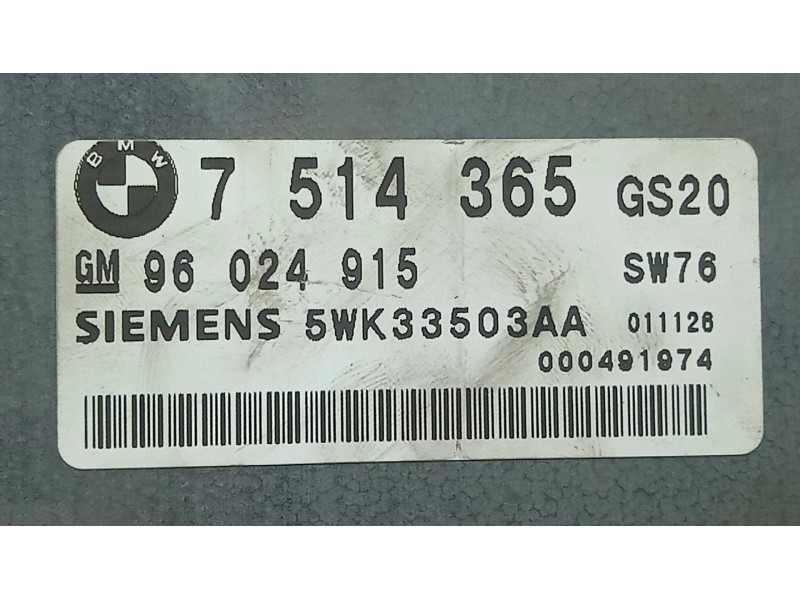 BMW 7 514 365 GS20
GM 96 024 915 SW76
SIEMENS 5WK33503AA 011126
000491974